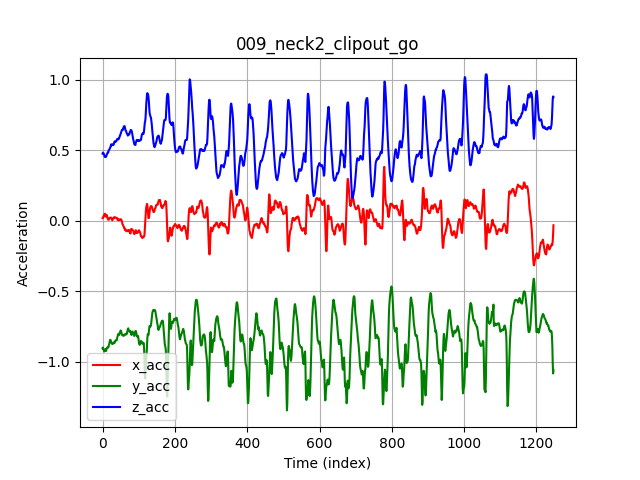 009_neck2_clipout_go
1.0
0.5
0.0
−0.5
−1.0
Acceleration
x_acc
y_acc
z_acc
0 200 400 600 800 1000 1200
Time (index)